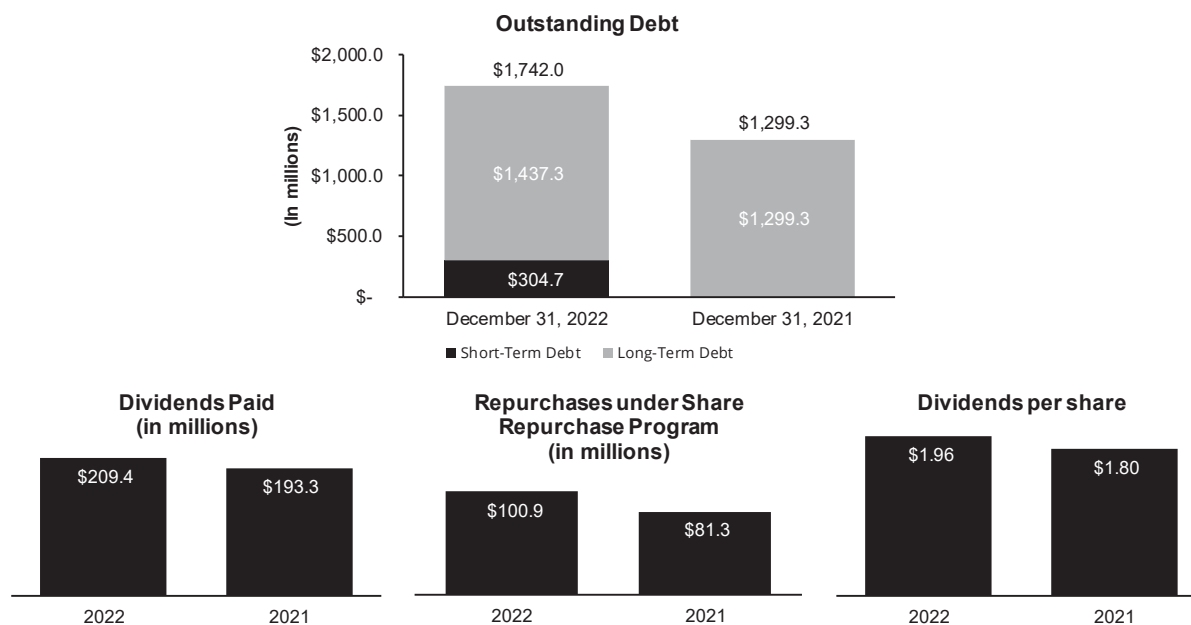 Outstanding Debt
$2,000.0
$1,500.0
$1,000.0
$500.0
$-
(In millions)
$1,742.0
$1,437.3
$304.7
$1,299.3
$1,299.3
December 31, 2022
December 31, 2021
Short-Term Debt
Long-Term Debt
Dividends Paid
(in millions)
$209.4
$193.3
2022
2021
Repurchases under Share
Repurchase Program
(in millions)
$100.9
$81.3
2022
2021
Dividends per share
$1.96
$1.80
2022
2021